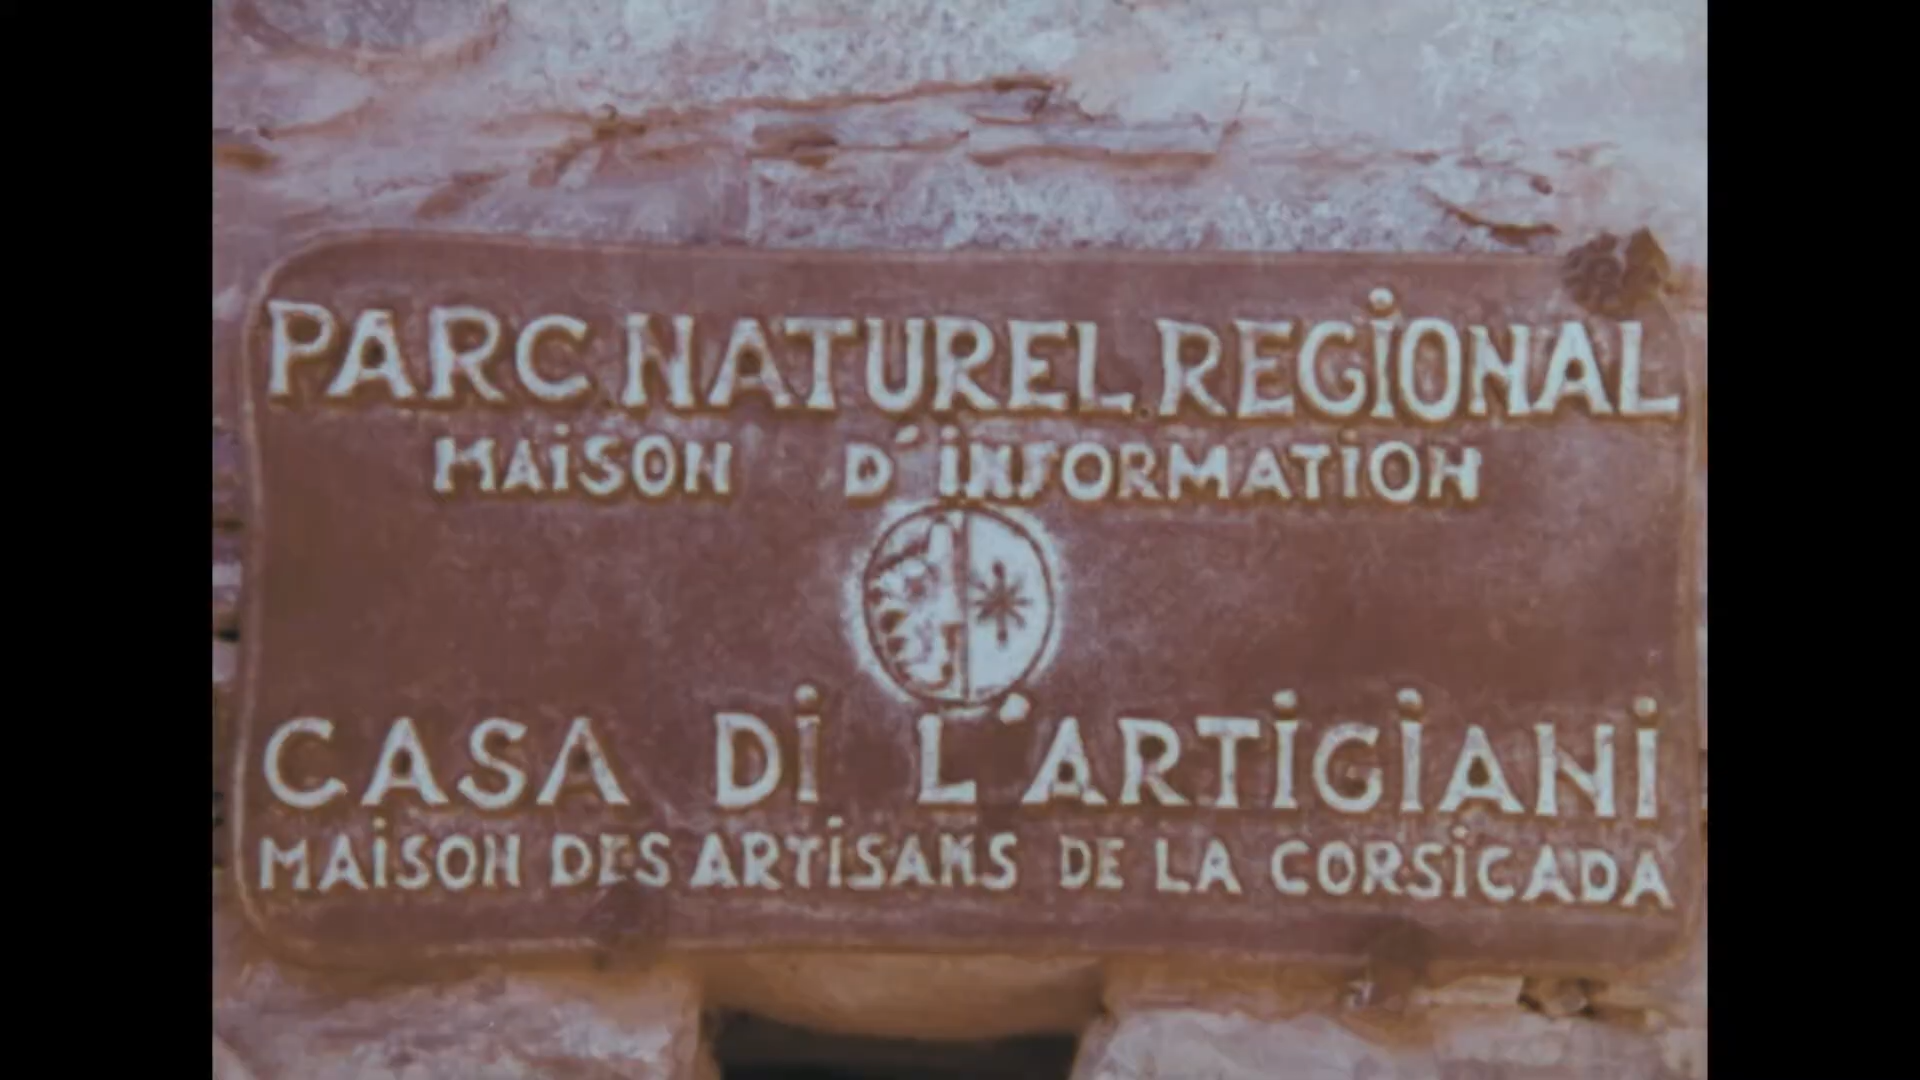 PARC NATUREL REGiONAL
MAiSON D'iNFORMATiON
CASA Di L'ARTiGiANi
MAiSON DES ARTiSANS DE LA CORSiCADA